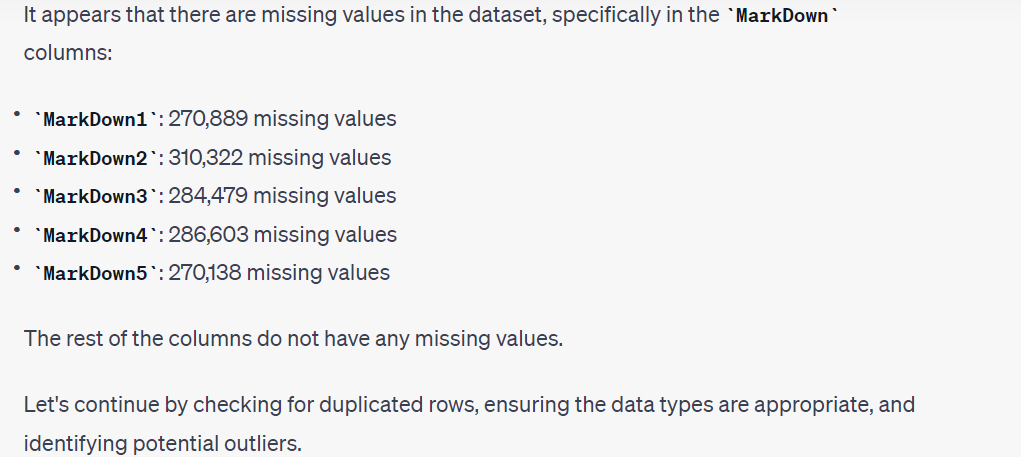 It appears that there are missing values in the dataset, specifically in the `MarkDown`
columns:
• `MarkDown1`: 270,889 missing values
• `MarkDown2`: 310,322 missing values
• `MarkDown3`: 284,479 missing values
• `MarkDown4`: 286,603 missing values
• `MarkDown5`: 270,138 missing values
The rest of the columns do not have any missing values.
Let's continue by checking for duplicated rows, ensuring the data types are appropriate, and
identifying potential outliers.